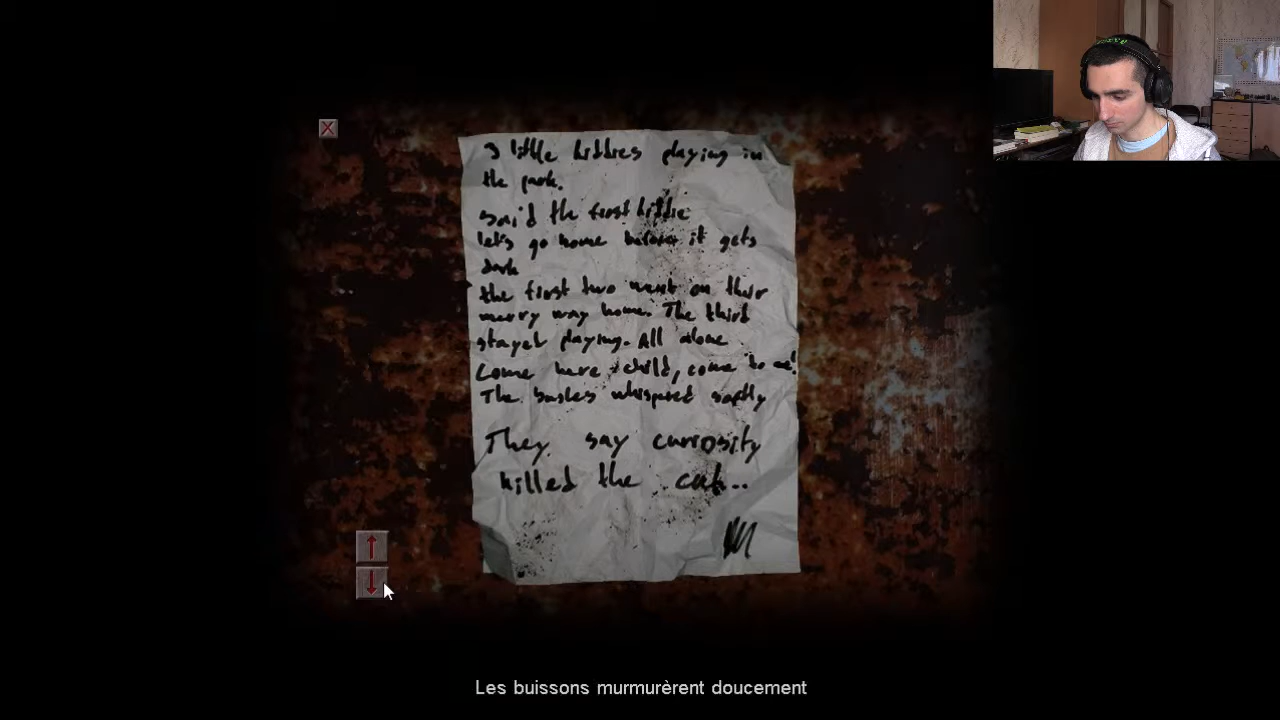 3 little kiddies playing in
the park.
said the first kiddie
let's go home before it gets
dark
the first two went on their
merry way home. The third
stayed playing. All alone
Come here child, come to me!
The bushes whispered softly
They say curiosity
killed the cat...
Les buissons murmurèrent doucement